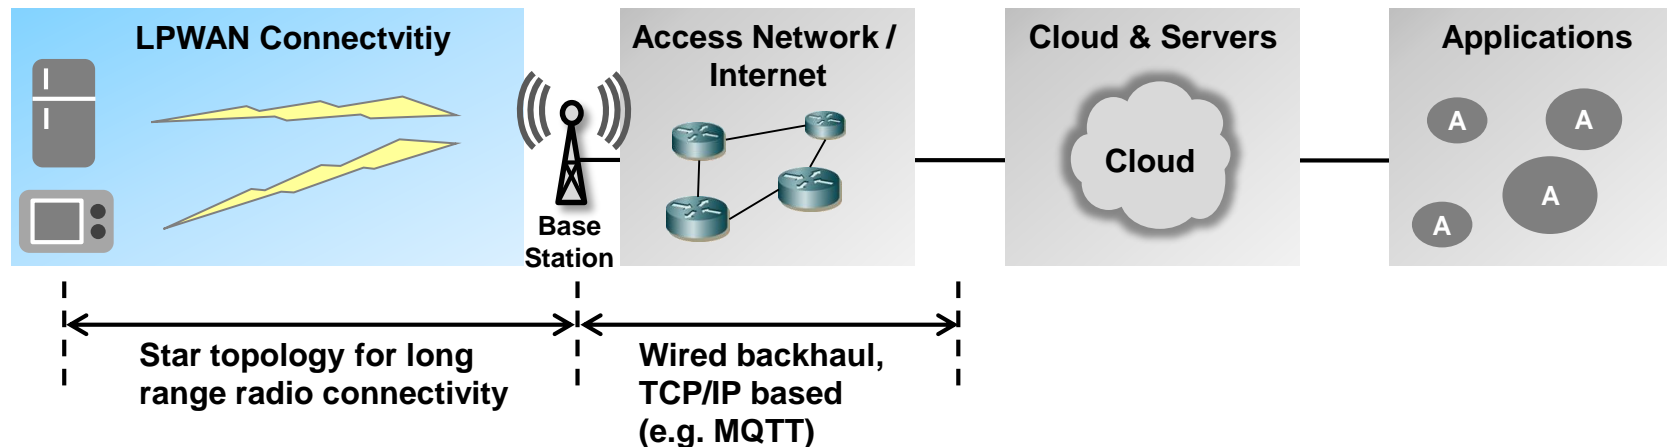 LPWAN Connectvitiy
Access Network /
Internet
Cloud & Servers
Applications
Cloud
A
A
A
A
Base
Station
Star topology for long
range radio connectivity
Wired backhaul,
TCP/IP based
(e.g. MQTT)